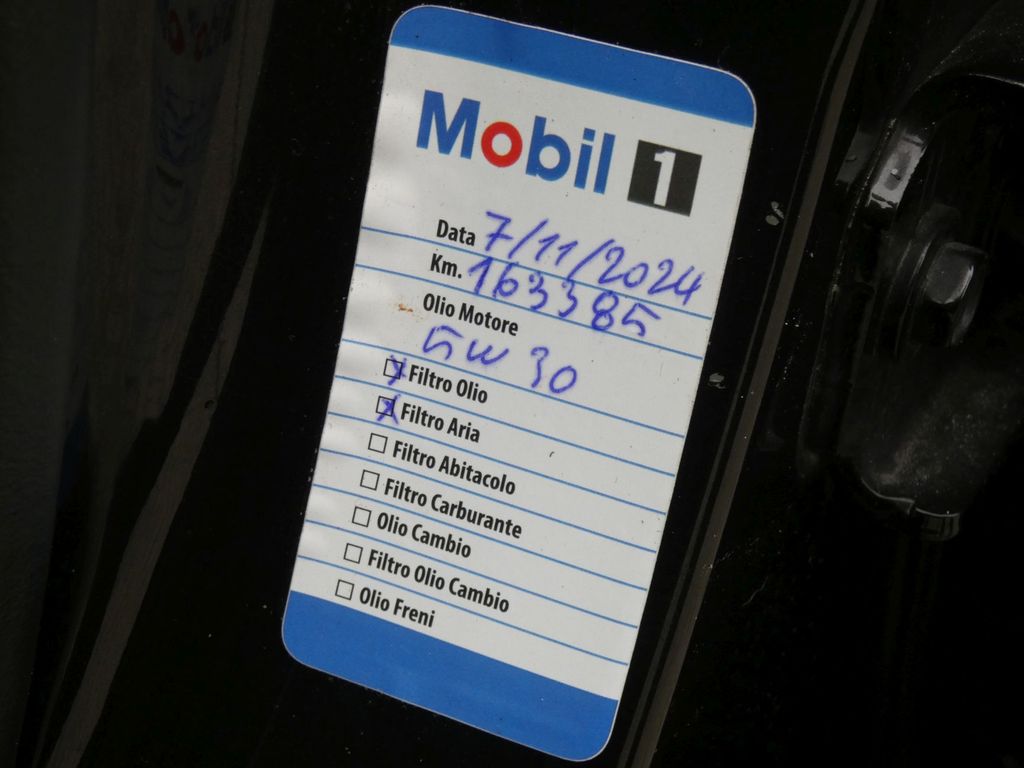 Mobil 1
Data 7/11/2024
Km. 163385
Olio Motore
5w 30
Filtro Olio
Filtro Aria
Filtro Abitacolo
Filtro Carburante
Olio Cambio
Filtro Olio Cambio
Olio Freni